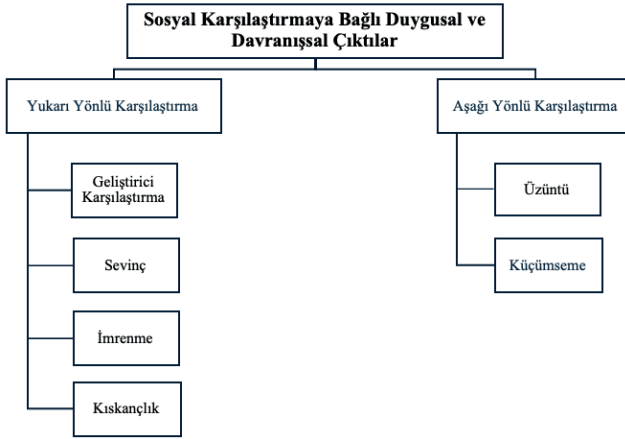 Sosyal Karşılaştırmaya Bağlı Duygusal ve
Davranışsal Çıktılar
Yukarı Yönlü Karşılaştırma
Geliştirici
Karşılaştırma
Sevinç
İmrenme
Kıskançlık
Aşağı Yönlü Karşılaştırma
Üzüntü
Küçümseme